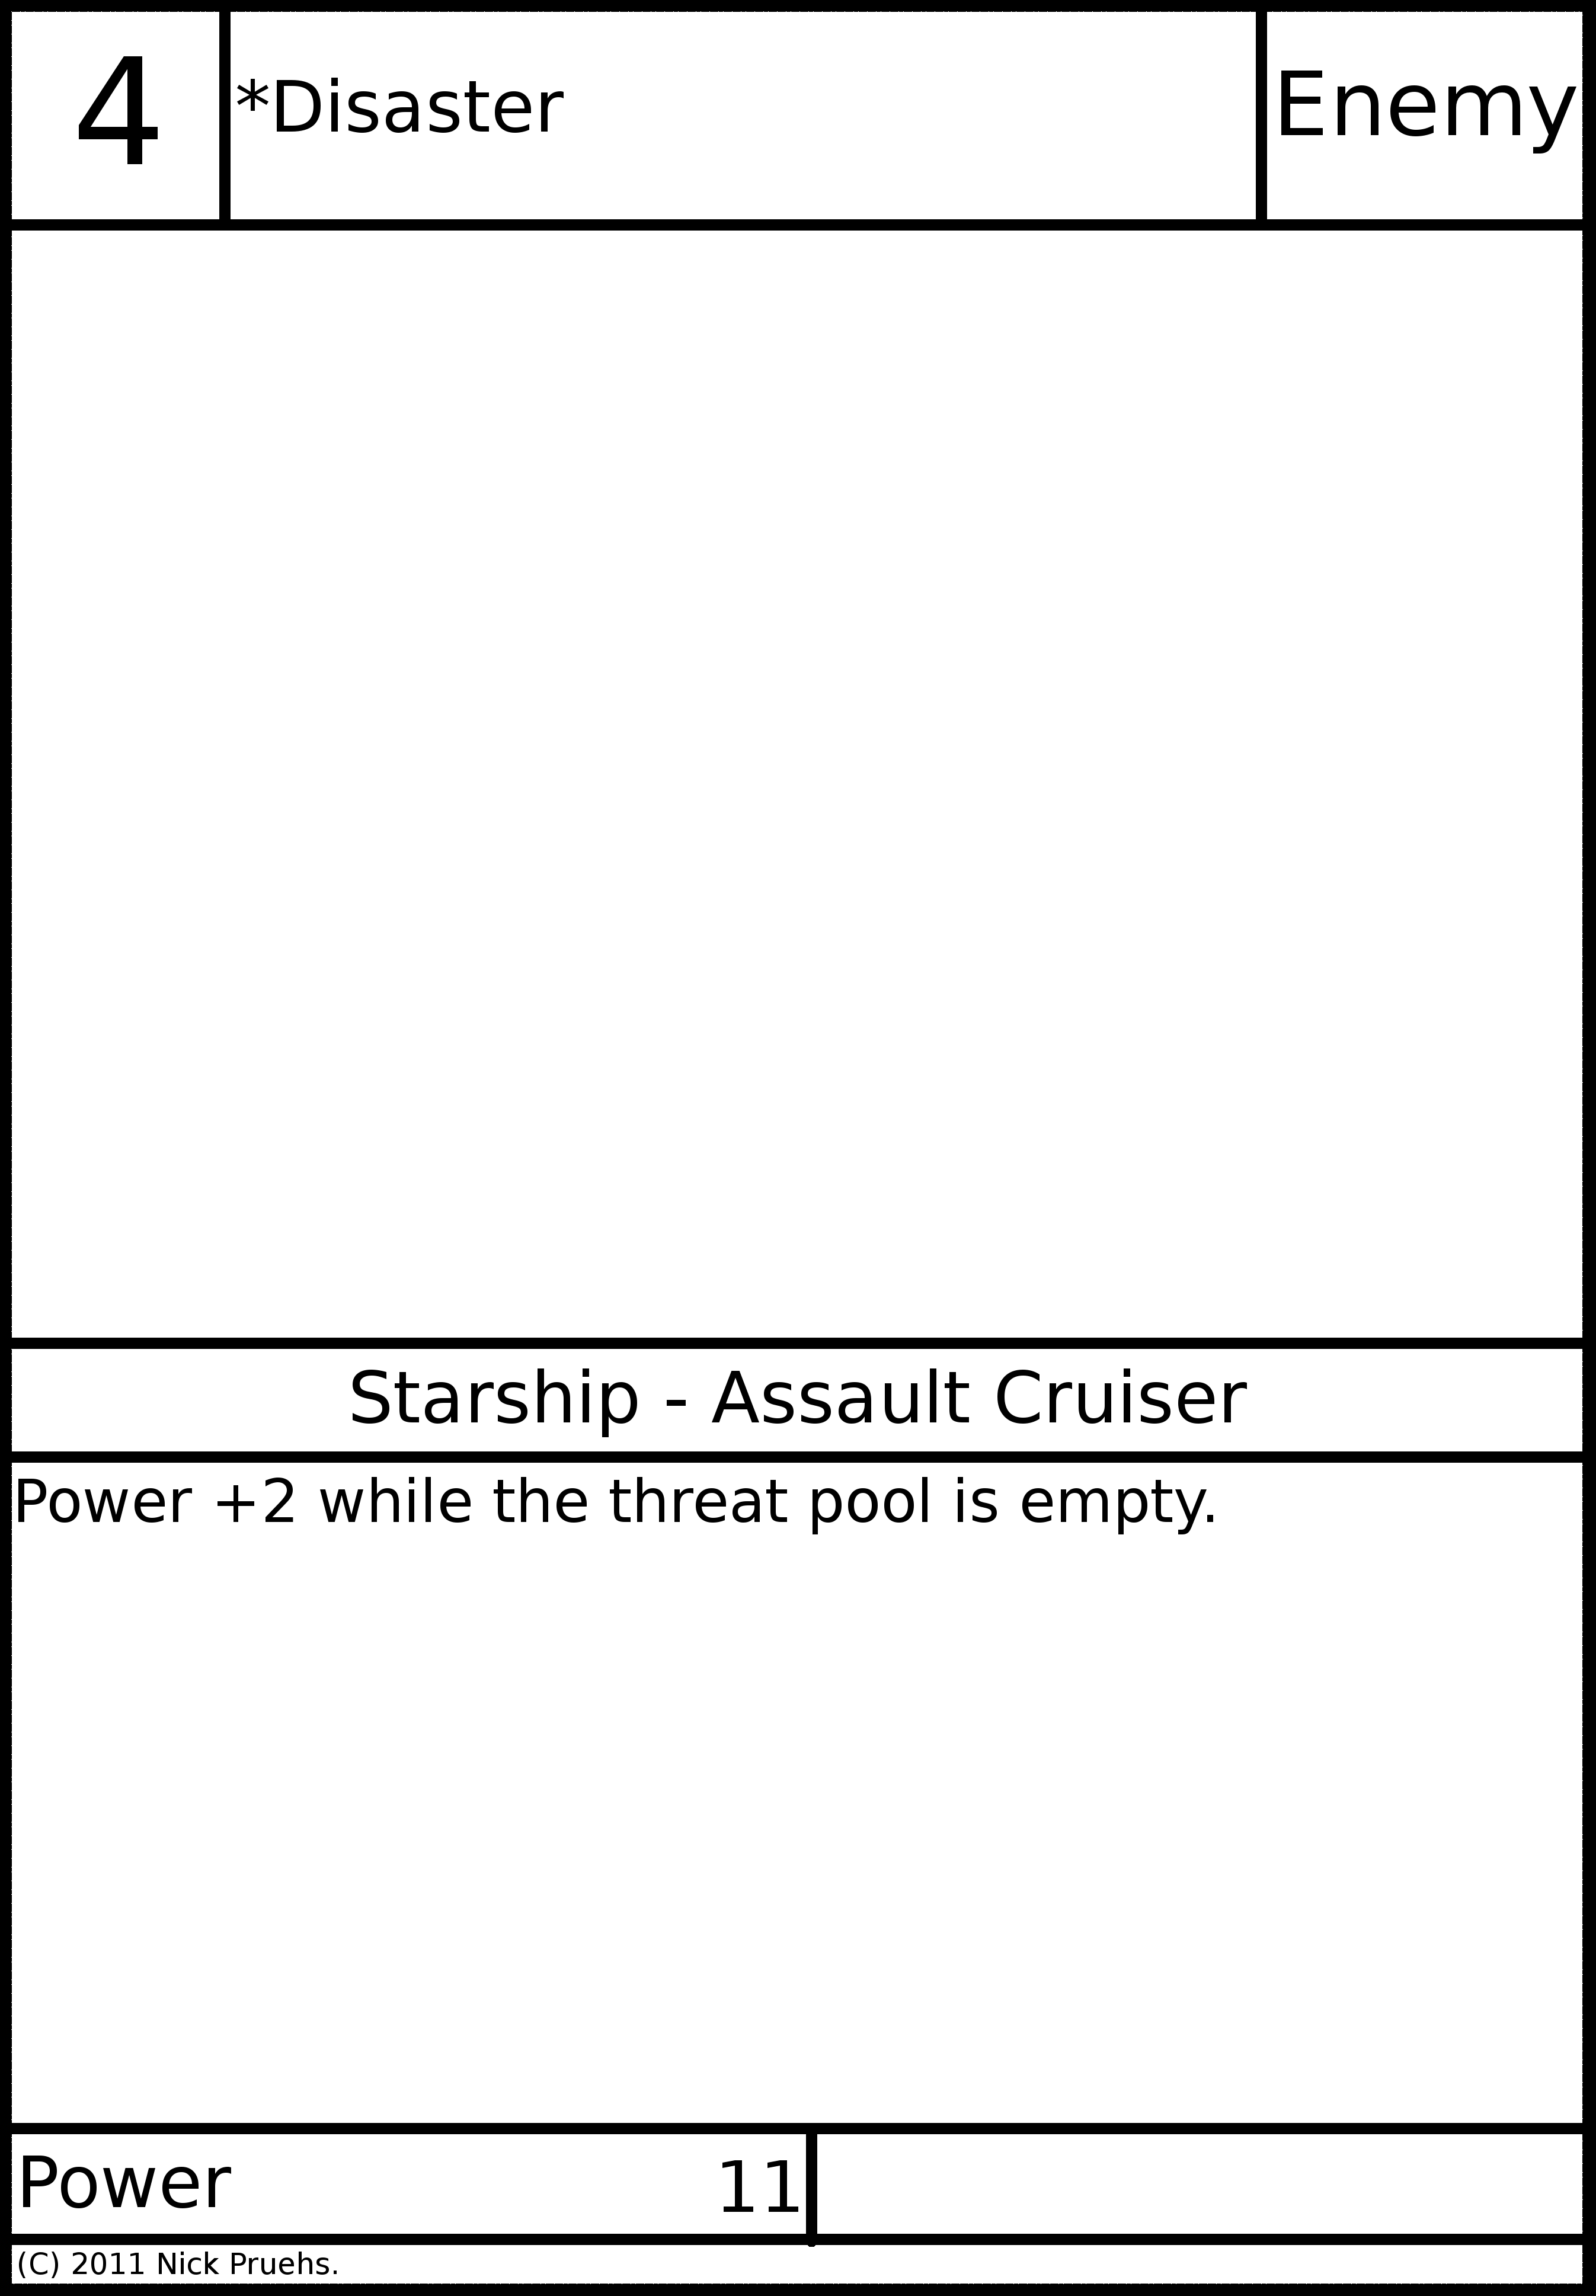 4
*Disaster
Enemy
Starship - Assault Cruiser
Power +2 while the threat pool is empty.
Power
11
(C) 2011 Nick Pruehs.